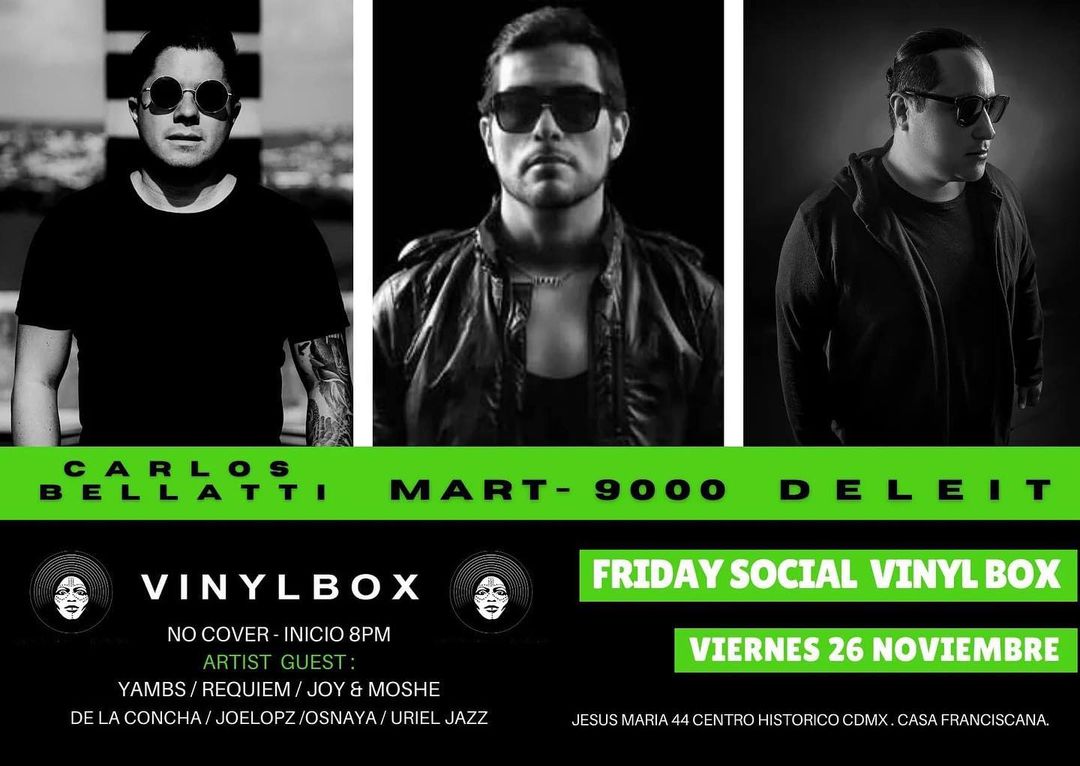 CARLOS
BELLATTI
MART- 9000
DELEIT
VINYLBOX
NO COVER - INICIO 8PM
ARTIST GUEST :
YAMBS / REQUIEM / JOY & MOSHE
DE LA CONCHA / JOELOPZ /OSNAYA / URIEL JAZZ
FRIDAY SOCIAL VINYL BOX
VIERNES 26 NOVIEMBRE
JESUS MARIA 44 CENTRO HISTORICO CDMX . CASA FRANCISCANA.